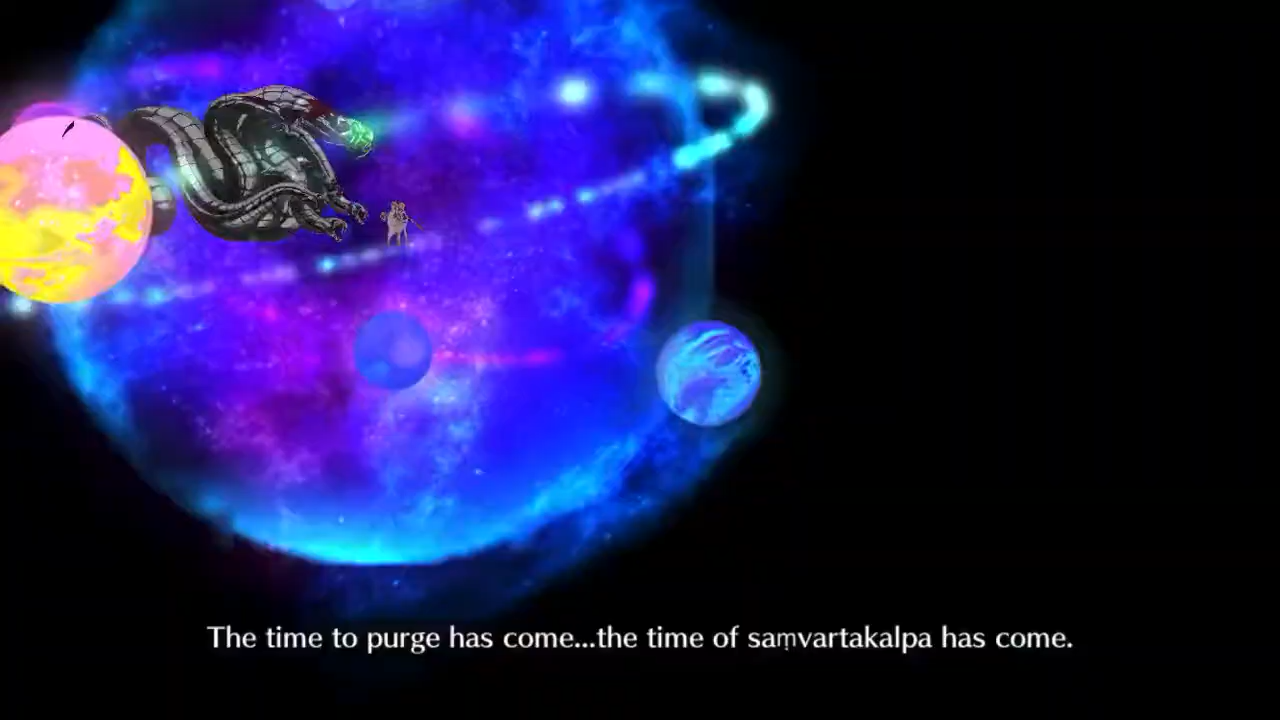 The time to purge has come...the time of saṃvartakalpa has come.